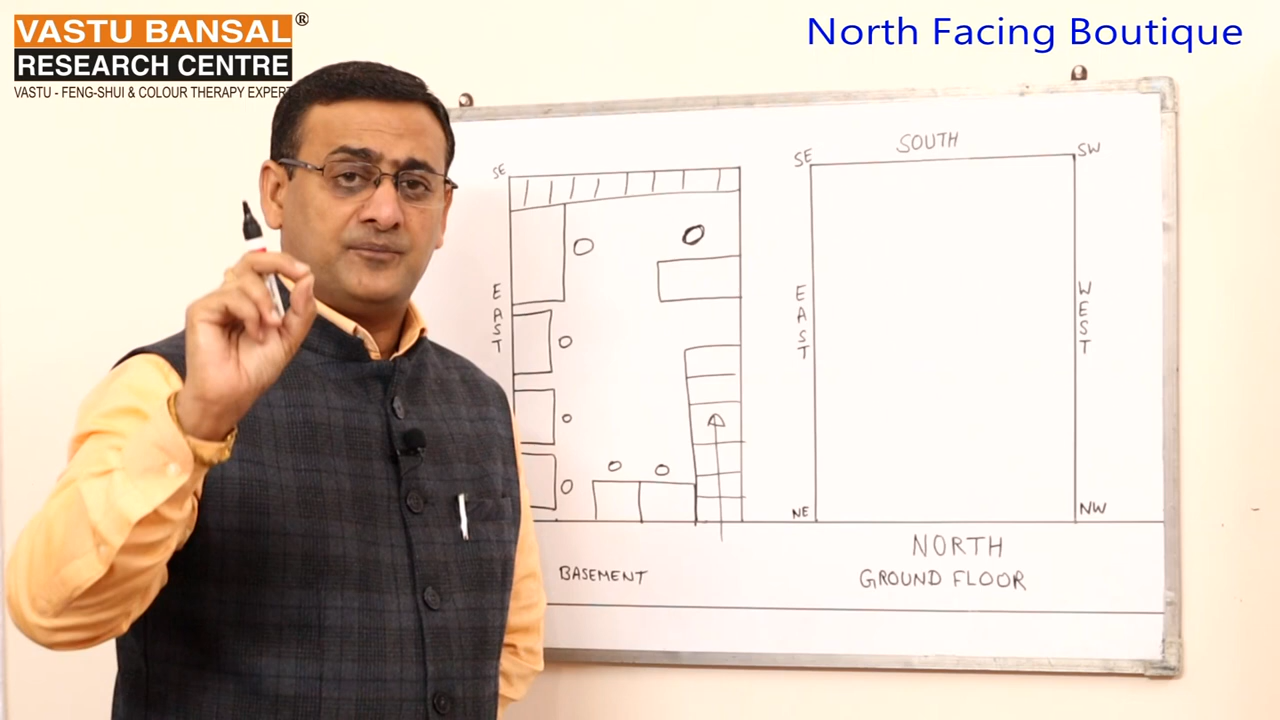 VASTU BANSAL®
RESEARCH CENTRE
VASTU - FENG-SHUI & COLOUR THERAPY EXPERT
North Facing Boutique
SE
EAST
BASEMENT
SE
SOUTH
SW
EAST
WEST
NE
NW
NORTH
GROUND FLOOR